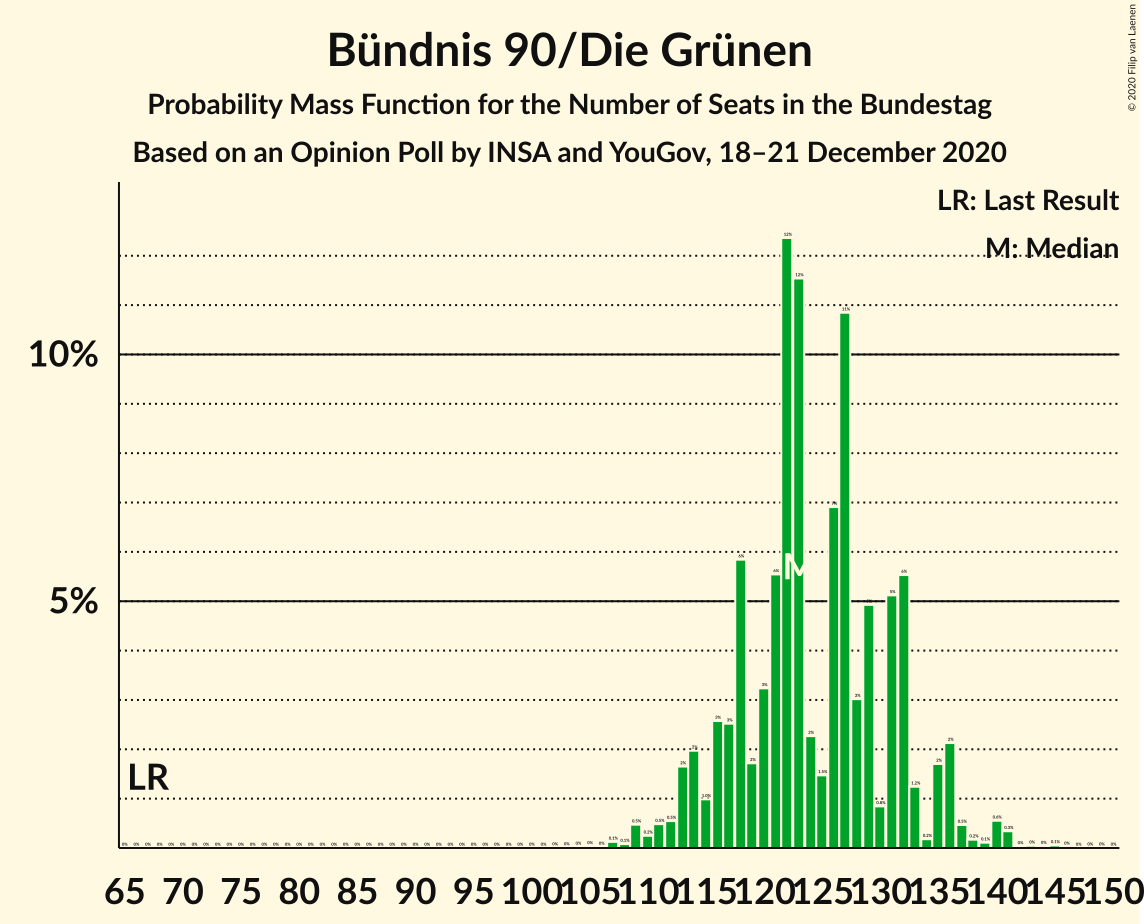 Bündnis 90/Die Grünen
Probability Mass Function for the Number of Seats in the Bundestag
Based on an Opinion Poll by INSA and YouGov, 18–21 December 2020
© 2020 Filip van Laenen
LR: Last Result
M: Median
10%
5%
LR
M
65 70 75 80 85 90 95 100 105 110 115 120 125 130 135 140 145 150